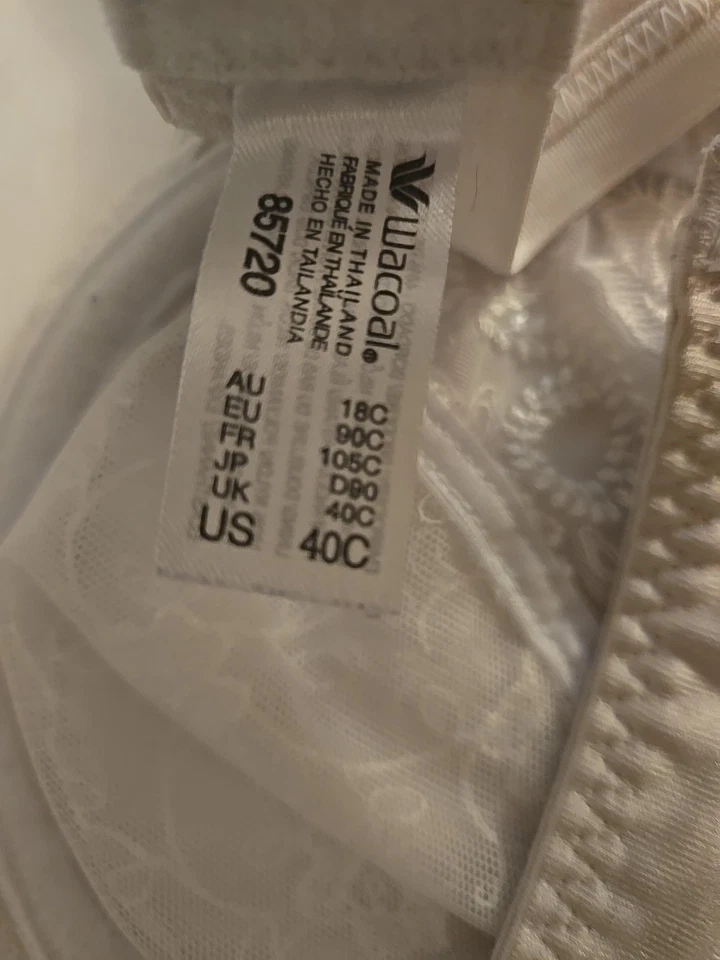 wacoal®
MADE IN THAILAND
FABRIQUÉ EN THAÏLANDE
HECHO EN TAILANDIA
85720
AU 18C
EU 90C
FR 105C
JP D90
UK 40C
US 40C